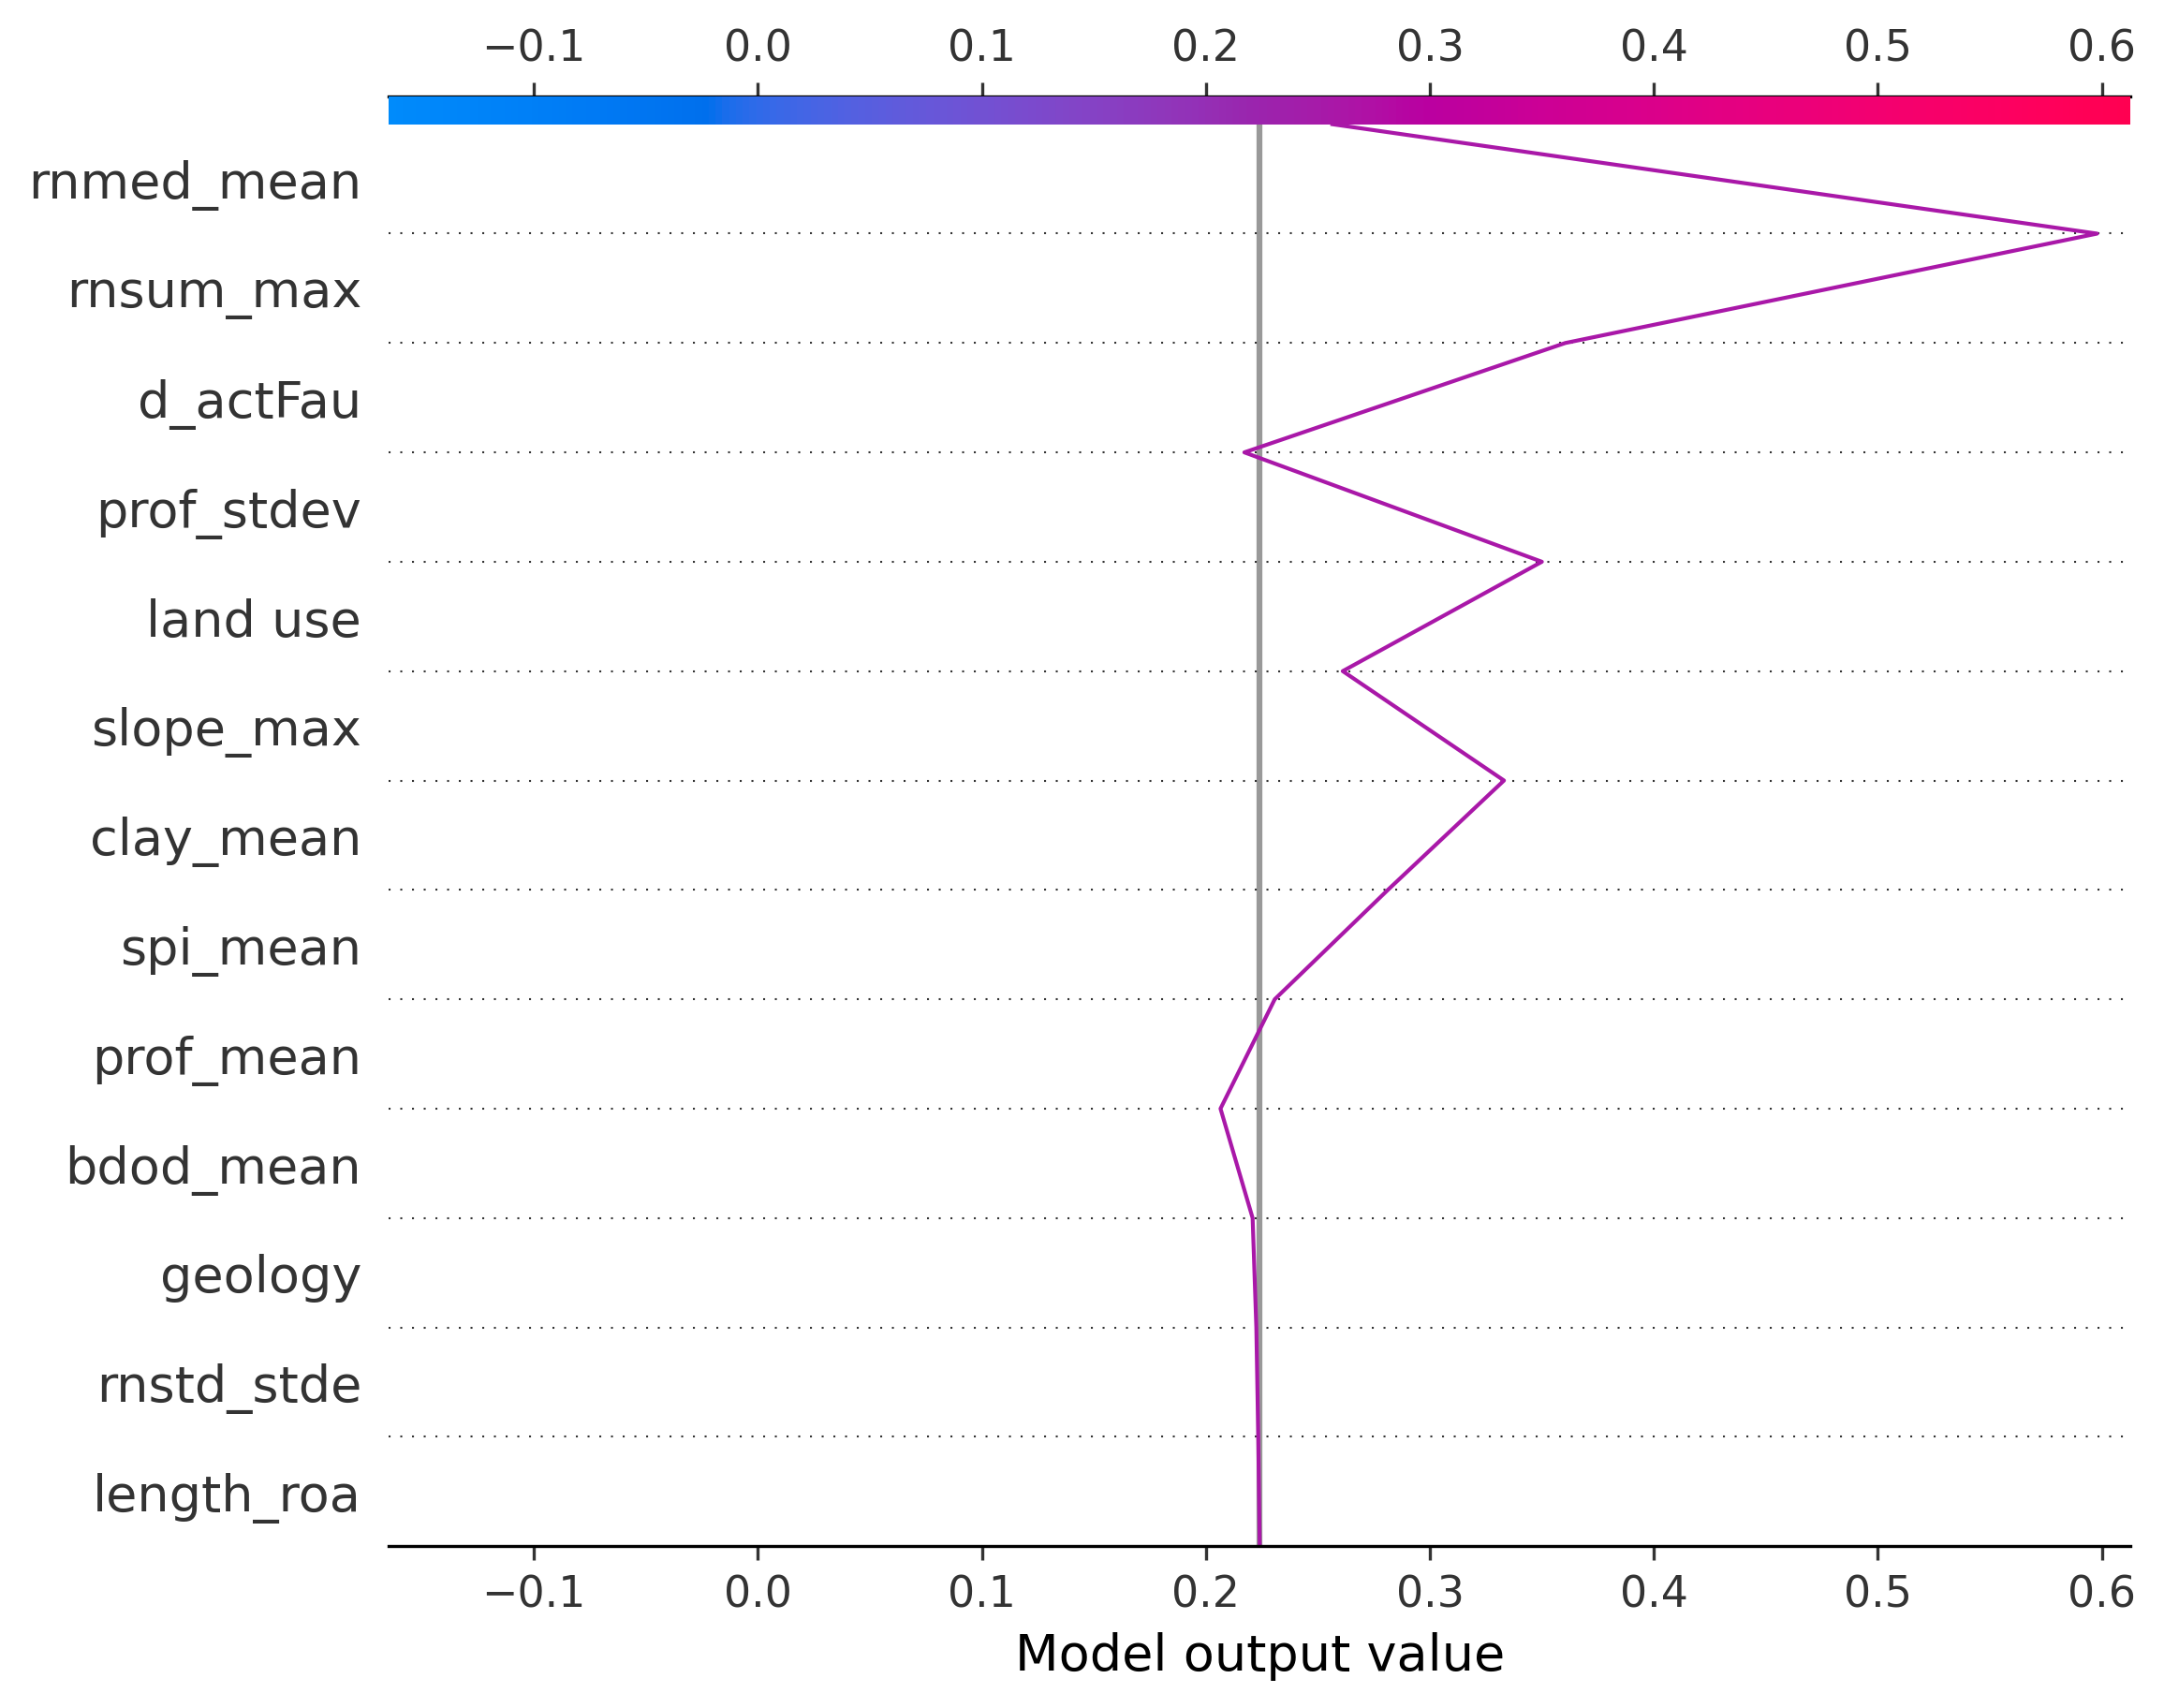 −0.1 0.0 0.1 0.2 0.3 0.4 0.5 0.6
rnmed_mean
rnsum_max
d_actFau
prof_stdev
land use
slope_max
clay_mean
spi_mean
prof_mean
bdod_mean
geology
rnstd_stde
length_roa
−0.1 0.0 0.1 0.2 0.3 0.4 0.5 0.6
Model output value